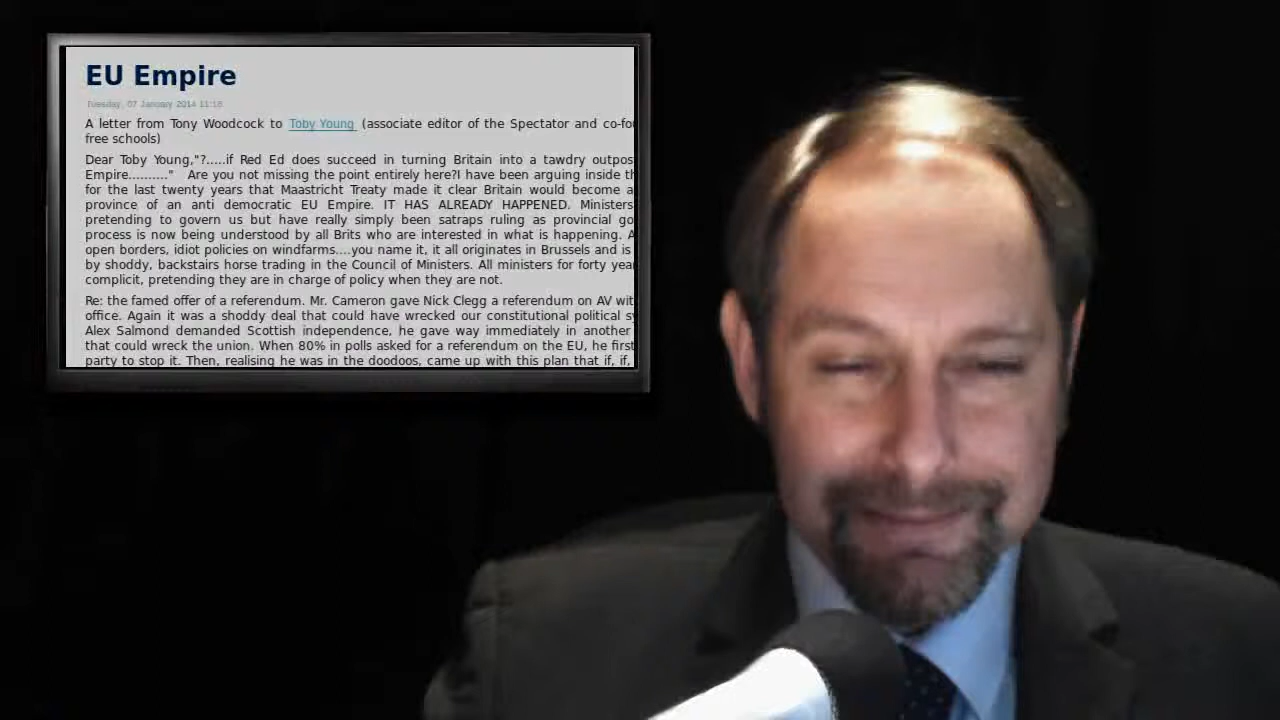 EU Empire
Tuesday, 07 January 2014 11:16
A letter from Tony Woodcock to Toby Young (associate editor of the Spectator and
free schools)
Dear Toby Young,"?.....if Red Ed does succeed in turning Britain into a tawdry
Empire.........." Are you not missing the point entirely here?I have been arguing inside
for the last twenty years that Maastricht Treaty made it clear Britain would become a
province of an anti democratic EU Empire. IT HAS ALREADY HAPPENED. Ministers
pretending to govern us but have really simply been satraps ruling as provincial
process is now being understood by all Brits who are interested in what is happening.
open borders, idiot policies on windfarms....you name it, it all originates in Brussels and is
by shoddy, backstairs horse trading in the Council of Ministers. All ministers for forty
complicit, pretending they are in charge of policy when they are not.
Re: the famed offer of a referendum. Mr. Cameron gave Nick Clegg a referendum on AV
office. Again it was a shoddy deal that could have wrecked our constitutional political
Alex Salmond demanded Scottish independence, he gave way immediately in another
that could wreck the union. When 80% in polls asked for a referendum on the EU, he
party to stop it. Then, realising he was in the doodoos, came up with this plan that if, if,